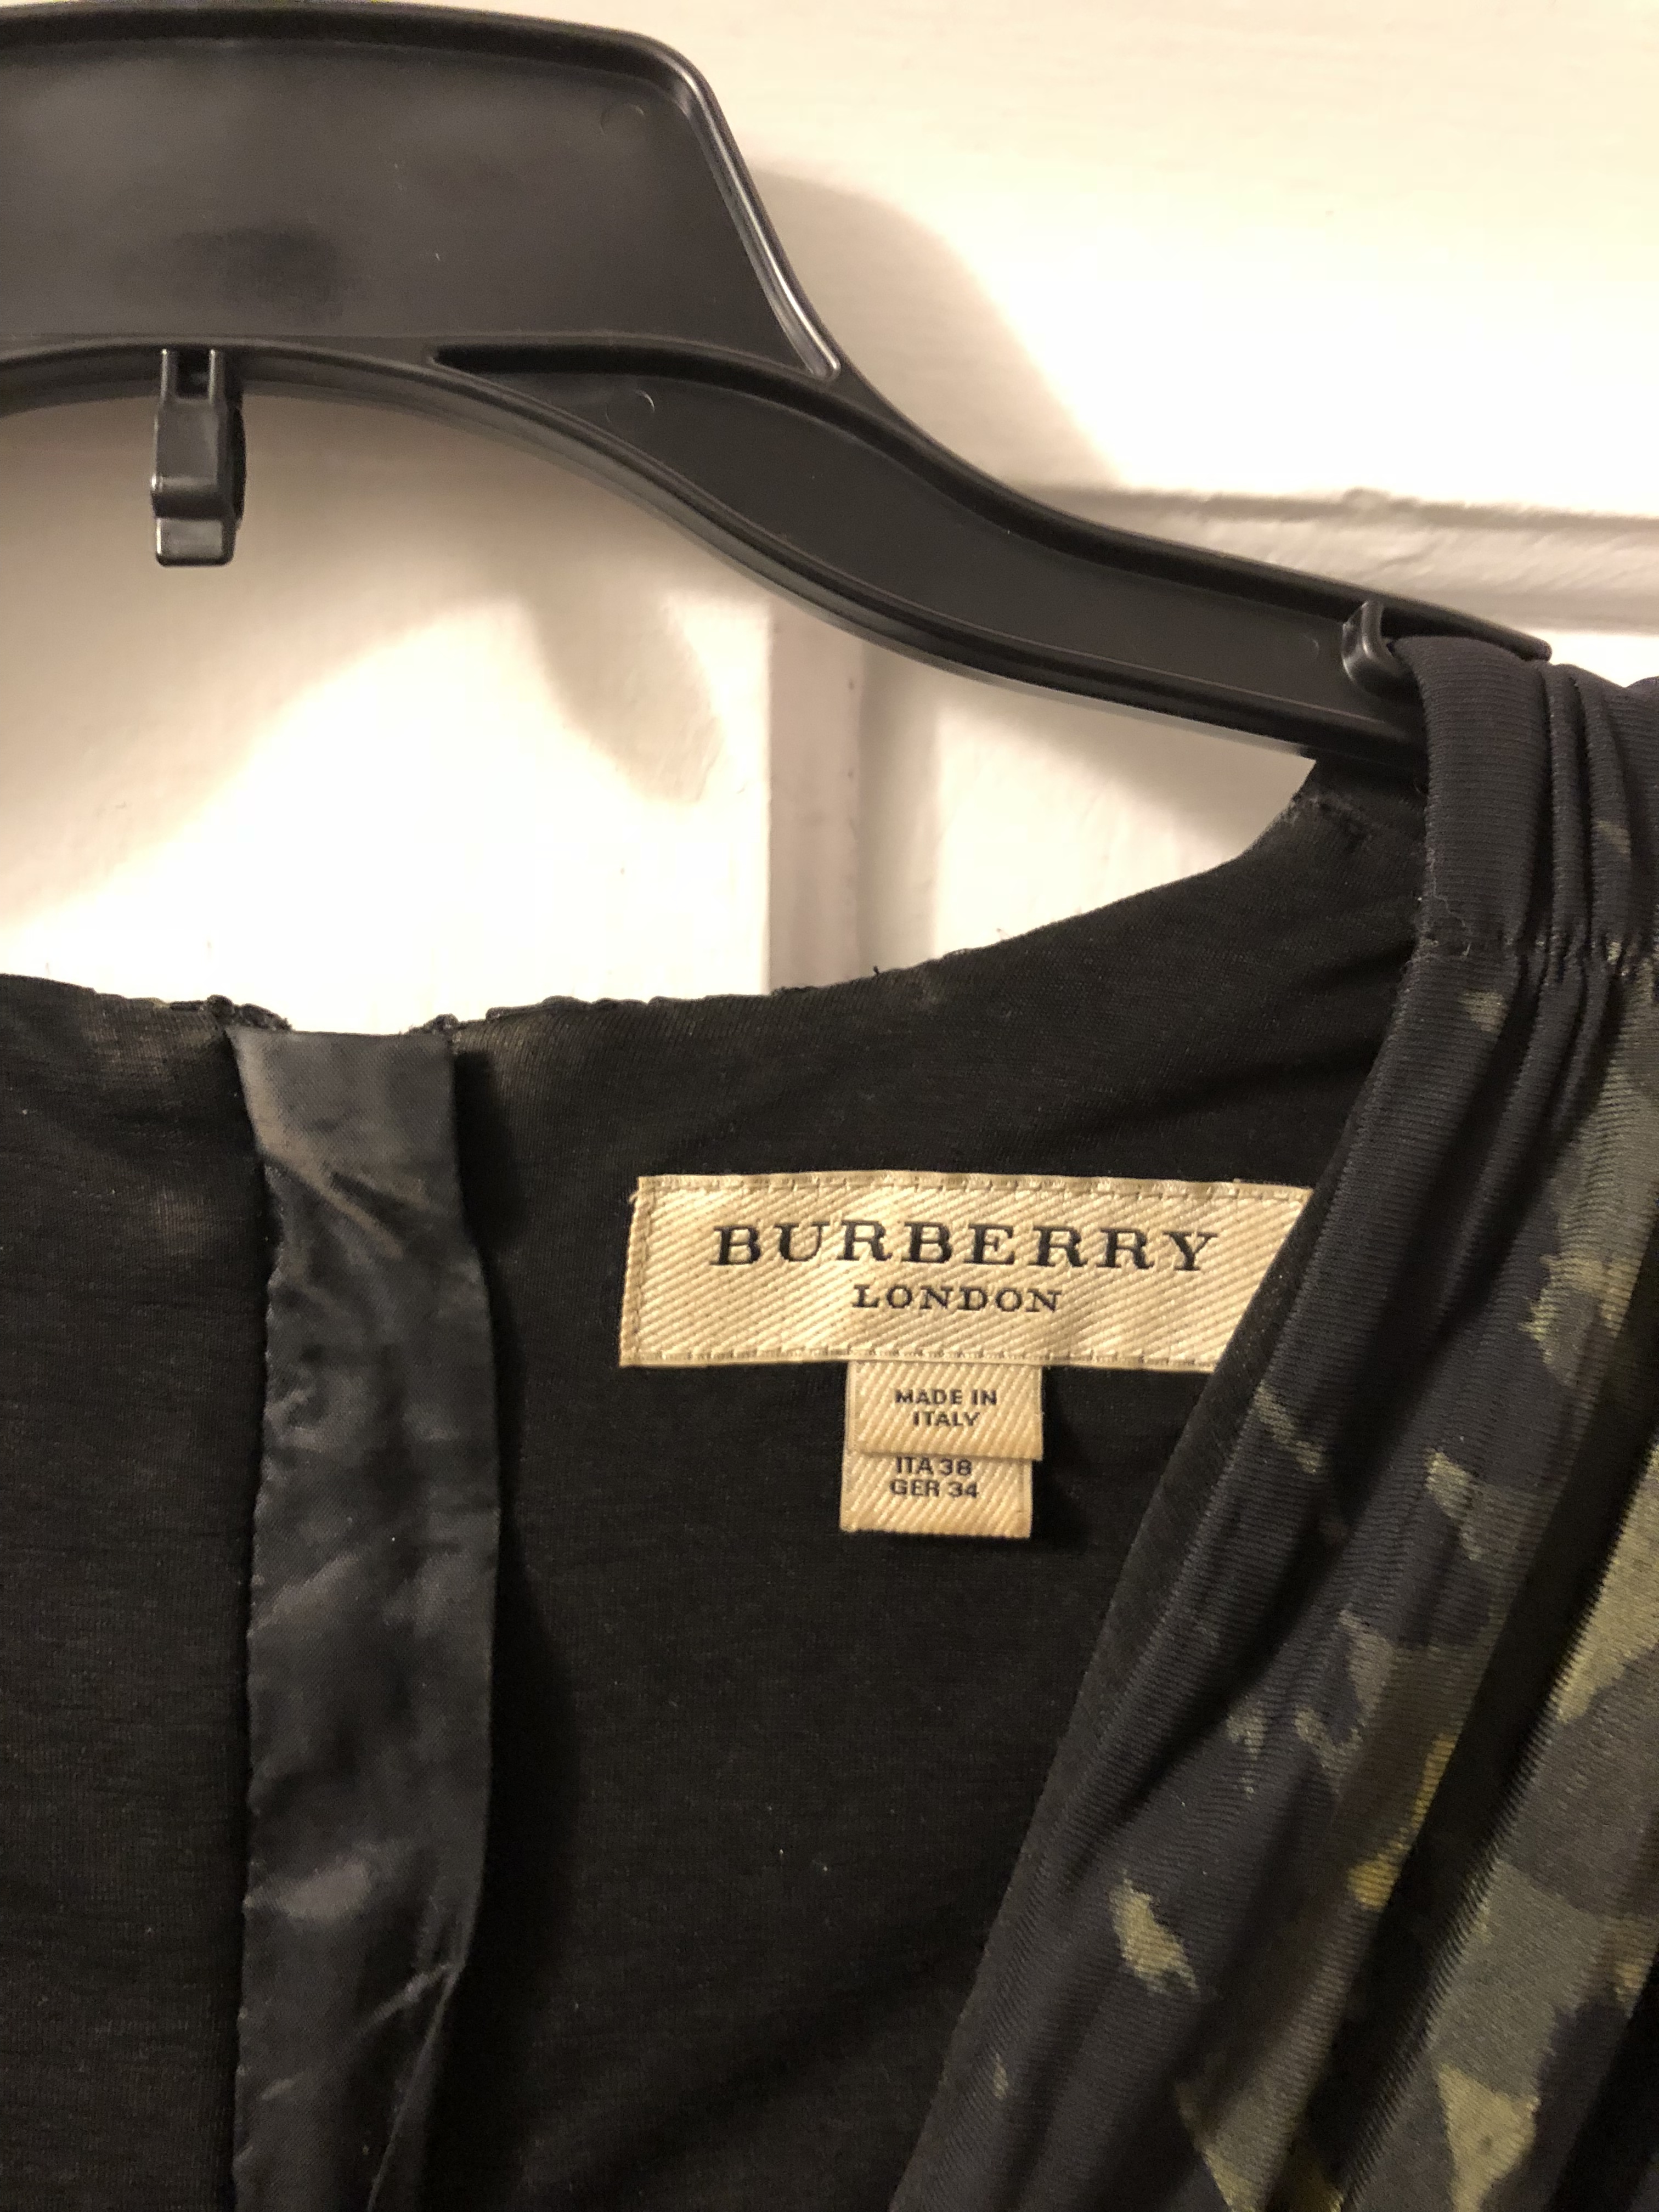 BURBERRY
LONDON
MADE IN
ITALY
ITA 38
GER 34